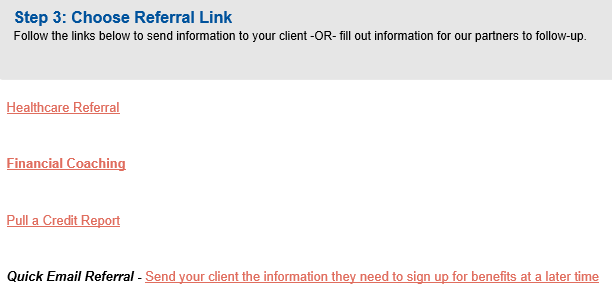 Step 3: Choose Referral Link
Follow the links below to send information to your client -OR- fill out information for our partners to follow-up.
Healthcare Referral
Financial Coaching
Pull a Credit Report
Quick Email Referral - Send your client the information they need to sign up for benefits at a later time